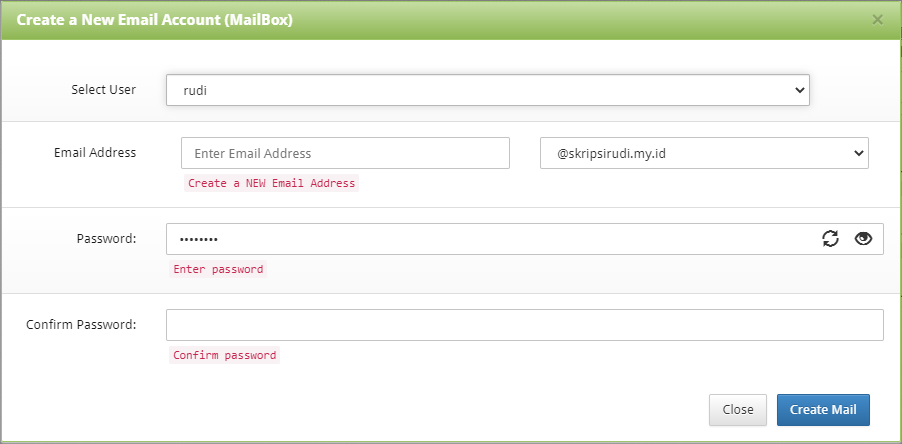 Create a New Email Account (MailBox) ×
Select User rudi
Email Address Enter Email Address @skripsirudi.my.id
Create a NEW Email Address
Password: ••••••••
Enter password
Confirm Password:
Confirm password
Close Create Mail